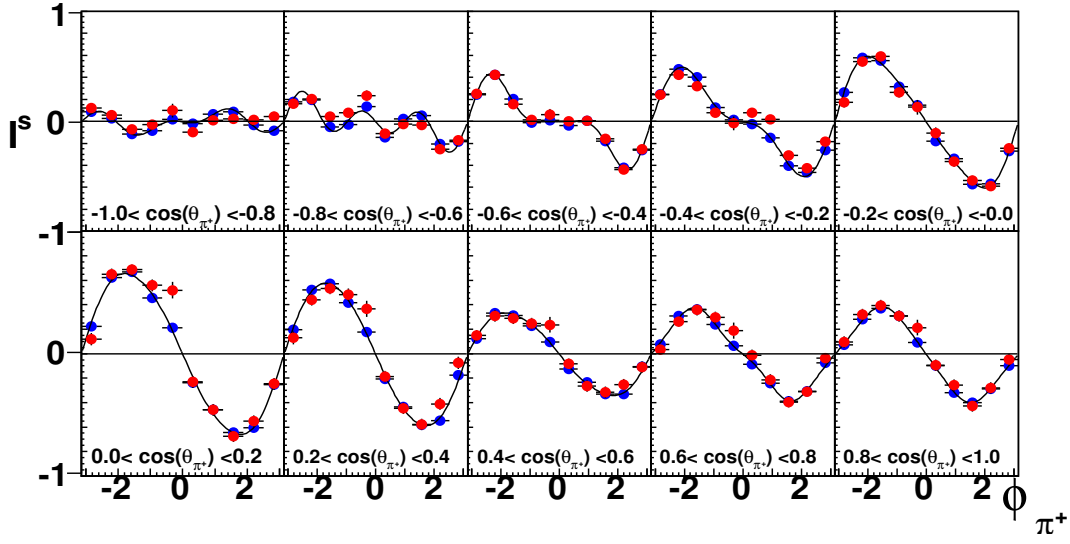 1
I^s 0
-1.0< cos(θ_π+) <-0.8 -0.8< cos(θ_π+) <-0.6 -0.6< cos(θ_π+) <-0.4 -0.4< cos(θ_π+) <-0.2 -0.2< cos(θ_π+) <-0.0
-1
0
0.0< cos(θ_π+) <0.2 0.2< cos(θ_π+) <0.4 0.4< cos(θ_π+) <0.6 0.6< cos(θ_π+) <0.8 0.8< cos(θ_π+) <1.0
-1
-2 0 2 -2 0 2 -2 0 2 -2 0 2 -2 0 2 φ
π+